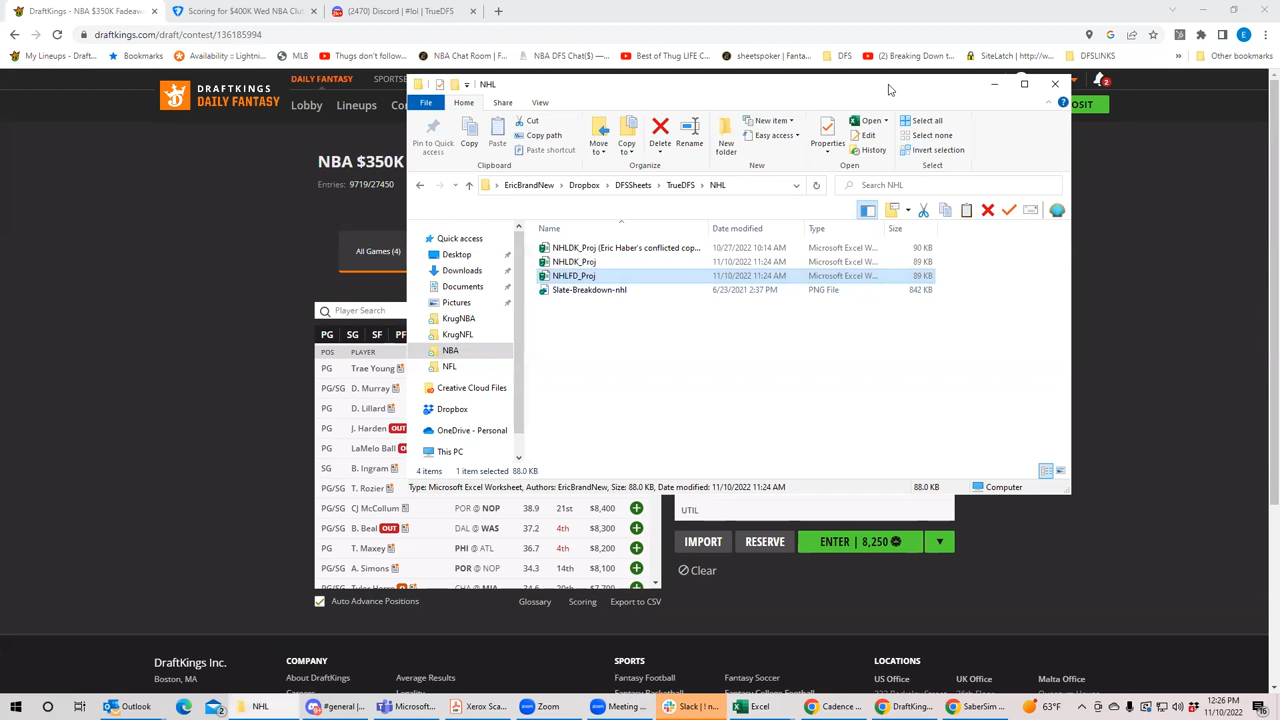 DraftKings - NBA $350K Fadeawa
Scoring for $400K Wed NBA Clu
(2470) Discord | #lol | TrueDFS
draftkings.com/draft/contest/136185994
My Lineups
Bookmarks
Availability :: Lightni...
MLB
Thugs don't follow...
NBA Chat Room (...
NBA DFS Chat($) —...
Best of Thug LIFE C...
sheetspoker | Fanta...
DFS
(2) Breaking Down t...
SiteLatch | http://w...
DFSLINKS
Other bookmarks
DRAFTKINGS
DAILY FANTASY
DAILY FANTASY
SPORTS
Lobby
Lineups
OSIT
2
NBA $350K
Entries: 9719/27450
All Games (4)
Player Search
PG SG SF PF
POS PLAYER
PG Trae Young
PG/SG D. Murray
PG D. Lillard
PG J. Harden OUT
PG LaMelo Ball
SG B. Ingram
PG/SG T. Rozier
PG/SG CJ McCollum POR @ NOP 38.9 21st $8,400
PG/SG B. Beal OUT DAL @ WAS 37.2 4th $8,300
PG/SG T. Maxey PHI @ ATL 36.7 4th $8,200
PG/SG A. Simons POR @ NOP 34.3 14th $8,100
Auto Advance Positions
Glossary
Scoring
Export to CSV
UTIL
IMPORT
RESERVE
ENTER | 8,250
Clear
NHL
File
Home
Share
View
Pin to Quick access
Copy
Paste
Cut
Copy path
Paste shortcut
Clipboard
Move to
Copy to
Delete
Rename
Organize
New folder
New item
Easy access
New
Properties
Open
Edit
History
Open
Select all
Select none
Invert selection
Select
EricBrandNew > Dropbox > DFSSheets > TrueDFS > NHL
Search NHL
Quick access
Desktop
Downloads
Documents
Pictures
KrugNBA
KrugNFL
NBA
NFL
Creative Cloud Files
Dropbox
OneDrive - Personal
This PC
Name Date modified Type Size
NHLDK_Proj (Eric Haber's conflicted cop... 10/27/2022 10:14 AM Microsoft Excel W... 90 KB
NHLDK_Proj 11/10/2022 11:24 AM Microsoft Excel W... 89 KB
NHLFD_Proj 11/10/2022 11:24 AM Microsoft Excel W... 89 KB
Slate-Breakdown-nhl 6/23/2021 2:37 PM PNG File 842 KB
4 items 1 item selected 88.0 KB
Type: Microsoft Excel Worksheet, Authors: EricBrandNew, Size: 88.0 KB, Date modified: 11/10/2022 11:24 AM
88.0 KB
Computer
DraftKings Inc.
Boston, MA
COMPANY
About DraftKings
Average Results
SPORTS
Fantasy Football
Fantasy Soccer
LOCATIONS
US Office
UK Office
Malta Office
Outlook
NHL
#general |...
Microsoft...
Xerox Sca...
Zoom
Meeting ...
Slack | ! n...
Excel
Cadence ...
DraftKing...
SaberSim ...
63°F
12:26 PM
11/10/2022
16